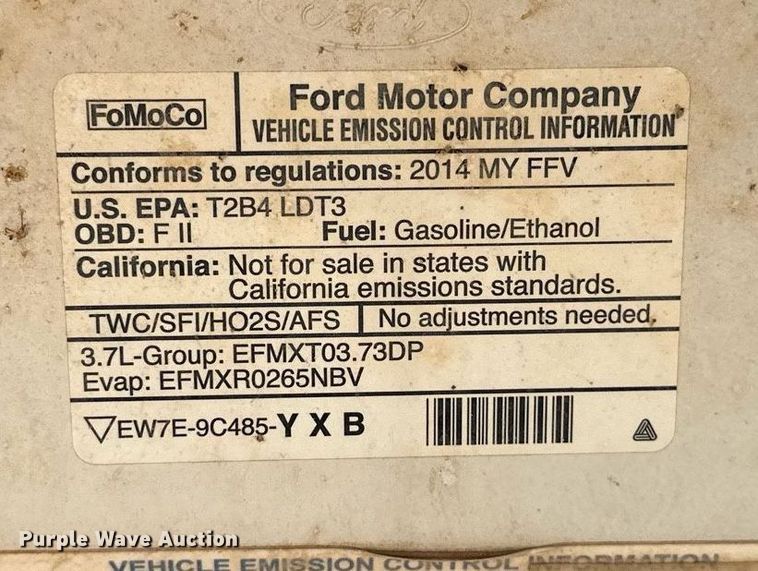 Ford
FoMoCo
Ford Motor Company
VEHICLE EMISSION CONTROL INFORMATION
Conforms to regulations: 2014 MY FFV
U.S. EPA: T2B4 LDT3
OBD: F II Fuel: Gasoline/Ethanol
California: Not for sale in states with
California emissions standards.
TWC/SFI/HO2S/AFS No adjustments needed.
3.7L-Group: EFMXT03.73DP
Evap: EFMXR0265NBV
EW7E-9C485-Y X B
Purple Wave Auction
VEHICLE EMISSION CONTROL INFORMATION